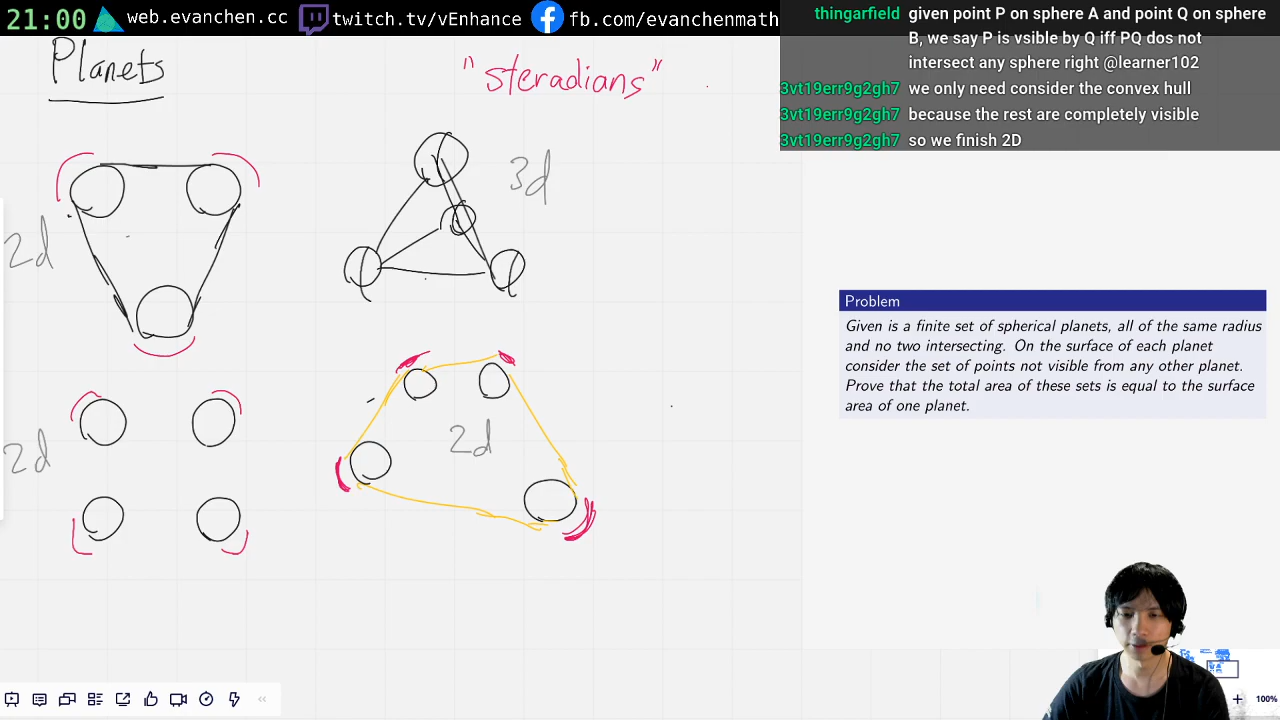 21:00 web.evanchen.cc twitch.tv/vEnhance fb.com/evanchenmath
thingarfield given point P on sphere A and point Q on sphere
B, we say P is vsible by Q iff PQ dos not
intersect any sphere right @learner102
3vt19err9g2gh7 we only need consider the convex hull
3vt19err9g2gh7 because the rest are completely visible
3vt19err9g2gh7 so we finish 2D
Planets
"steradians"
3d
2d
2d
2d
Problem
Given is a finite set of spherical planets, all of the same radius
and no two intersecting. On the surface of each planet
consider the set of points not visible from any other planet.
Prove that the total area of these sets is equal to the surface
area of one planet.
100%